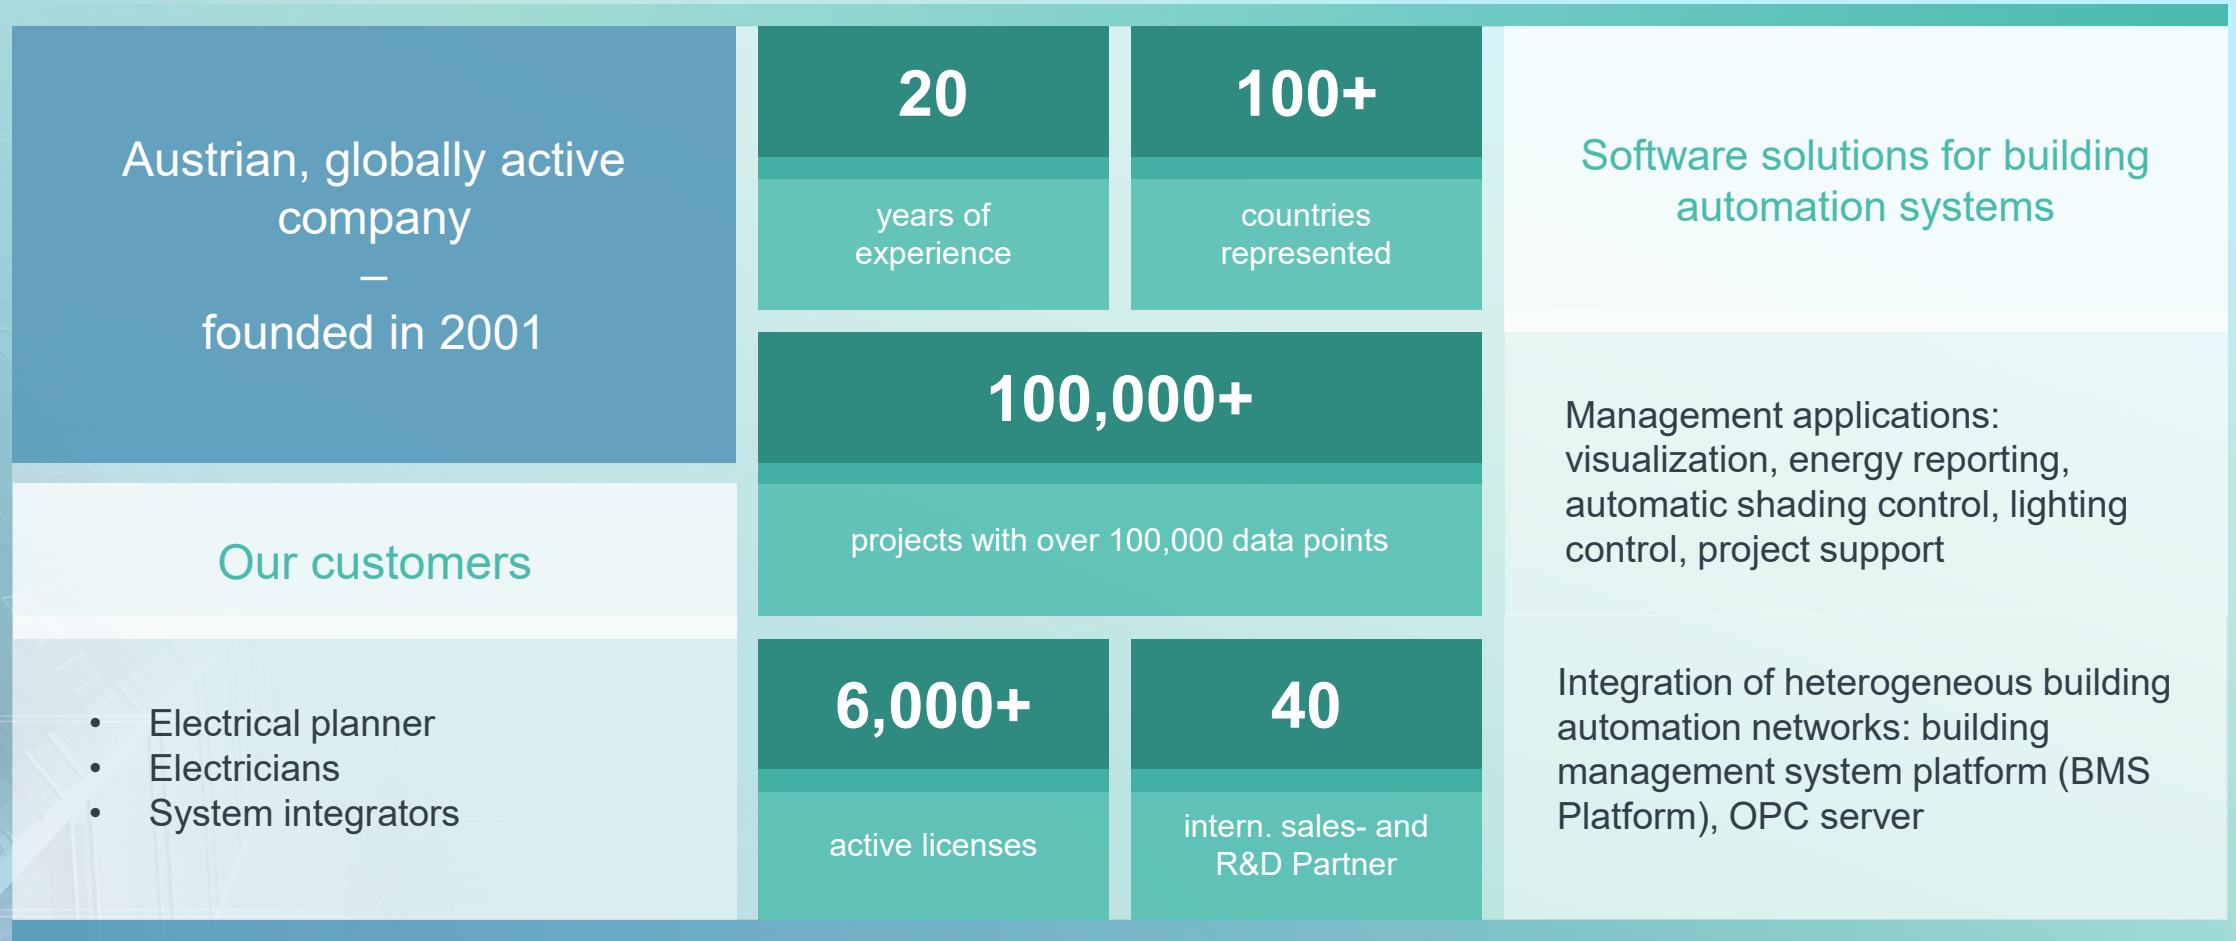 Austrian, globally active
company
–
founded in 2001
Our customers
• Electrical planner
• Electricians
• System integrators
20
years of
experience
100+
countries
represented
100,000+
projects with over 100,000 data points
6,000+
active licenses
40
intern. sales- and
R&D Partner
Software solutions for building
automation systems
Management applications:
visualization, energy reporting,
automatic shading control, lighting
control, project support
Integration of heterogeneous building
automation networks: building
management system platform (BMS
Platform), OPC server